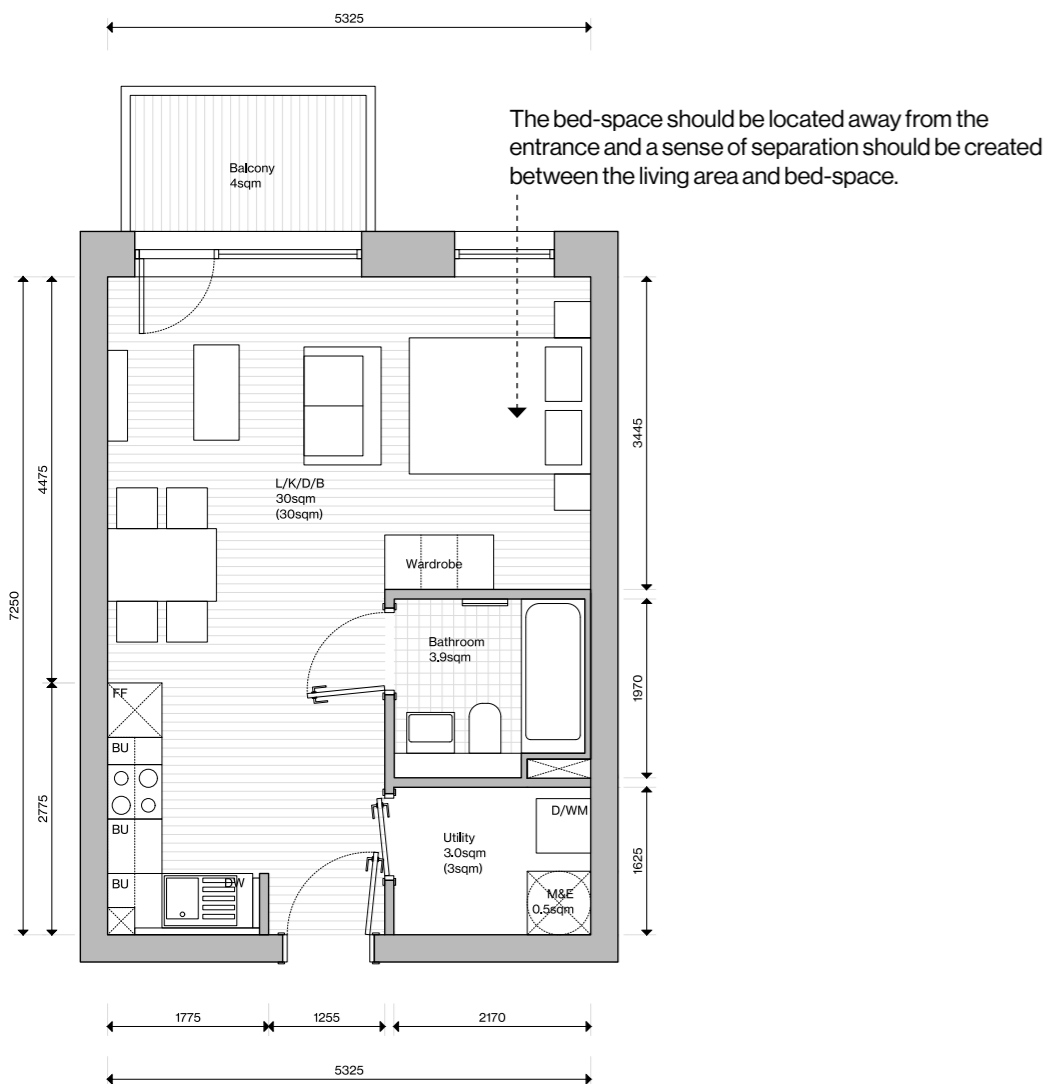 5325
The bed-space should be located away from the
entrance and a sense of separation should be created
between the living area and bed-space.
Balcony
4sqm
7250
4475
3445
L/K/D/B
30sqm
(30sqm)
Wardrobe
Bathroom
3.9sqm
1970
2775
FF
BU
BU
BU
DW
D/WM
Utility
3.0sqm
(3sqm)
M&E
0.5sqm
1625
1775
1255
2170
5325